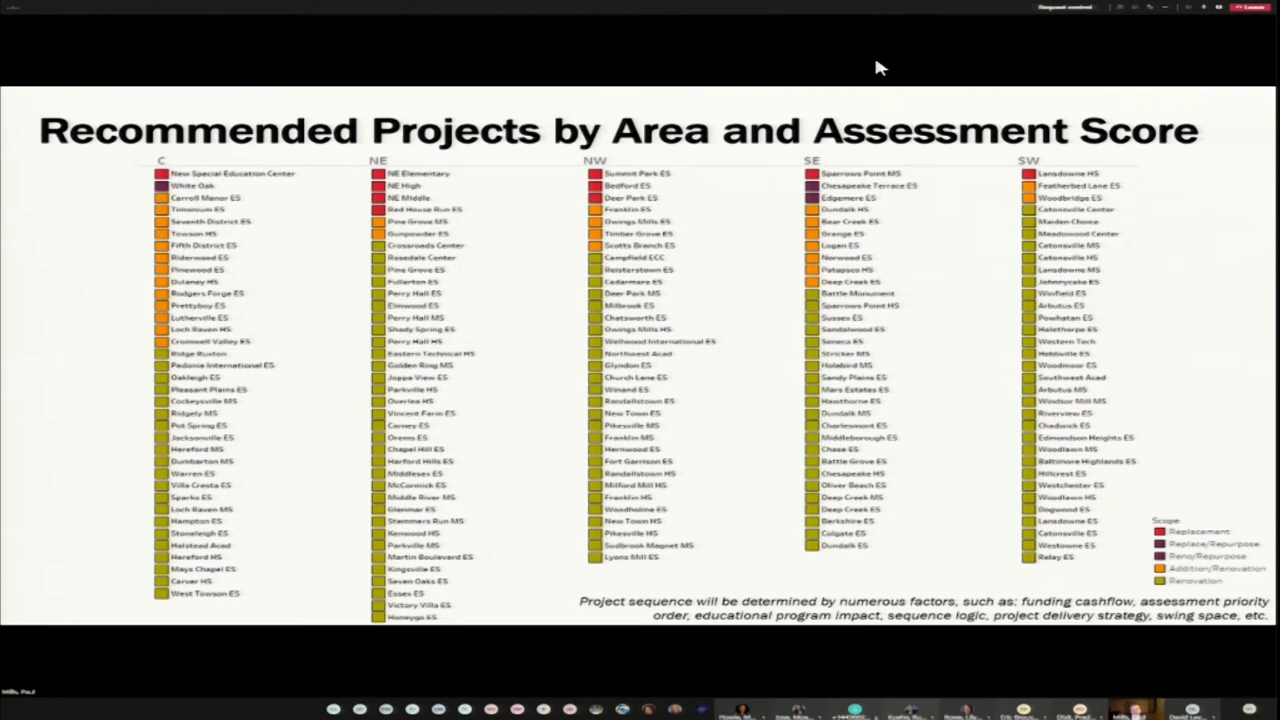 Request control
Leave
Recommended Projects by Area and Assessment Score
C
New Special Education Center
White Oak
Carroll Manor ES
Timonium ES
Seventh District ES
Towson HS
Fifth District ES
Riderwood ES
Pinewood ES
Dulaney HS
Rodgers Forge ES
Prettyboy ES
Lutherville ES
Loch Raven HS
Cromwell Valley ES
Ridge Ruxton
Padonia International ES
Oakleigh ES
Pleasant Plains ES
Cockeysville MS
Ridgely MS
Pot Spring ES
Jacksonville ES
Hereford MS
Dumbarton MS
Warren ES
Villa Cresta ES
Sparks ES
Loch Raven MS
Hampton ES
Stoneleigh ES
Halstead Acad
Hereford HS
Mays Chapel ES
Carver HS
West Towson ES
NE
NE Elementary
NE High
NE Middle
Red House Run ES
Pine Grove MS
Gunpowder ES
Crossroads Center
Rosedale Center
Pine Grove ES
Fullerton ES
Perry Hall ES
Elmwood ES
Perry Hall MS
Shady Spring ES
Perry Hall HS
Eastern Technical HS
Golden Ring MS
Joppa View ES
Parkville HS
Overlea HS
Vincent Farm ES
Carney ES
Orems ES
Chapel Hill ES
Harford Hills ES
Middlesex ES
McCormick ES
Middle River MS
Glenmar ES
Stemmers Run MS
Kenwood HS
Parkville MS
Martin Boulevard ES
Kingsville ES
Seven Oaks ES
Essex ES
Victory Villa ES
Honeygo ES
NW
Summit Park ES
Bedford ES
Deer Park ES
Franklin ES
Owings Mills ES
Timber Grove ES
Scotts Branch ES
Campfield ECC
Reisterstown ES
Cedarmere ES
Deer Park MS
Milbrook ES
Chatsworth ES
Owings Mills HS
Wellwood International ES
Northwest Acad
Glyndon ES
Church Lane ES
Winand ES
Randallstown ES
New Town ES
Pikesville MS
Franklin MS
Hernwood ES
Fort Garrison ES
Randallstown HS
Milford Mill HS
Franklin HS
Woodholme ES
New Town HS
Pikesville HS
Sudbrook Magnet MS
Lyons Mill ES
SE
Sparrows Point MS
Chesapeake Terrace ES
Edgemere ES
Dundalk HS
Bear Creek ES
Grange ES
Logan ES
Norwood ES
Patapsco HS
Deep Creek ES
Battle Monument
Sparrows Point HS
Sussex ES
Sandalwood ES
Seneca ES
Stricker MS
Holabird MS
Sandy Plains ES
Mars Estates ES
Hawthorne ES
Dundalk MS
Charlesmont ES
Middleborough ES
Chase ES
Battle Grove ES
Chesapeake HS
Oliver Beach ES
Deep Creek MS
Berkshire ES
Colgate ES
Dundalk ES
SW
Lansdowne HS
Featherbed Lane ES
Woodbridge ES
Catonsville Center
Maiden Choice
Meadowood Center
Catonsville MS
Catonsville HS
Lansdowne MS
Johnnycake ES
Winfield ES
Arbutus ES
Powhatan ES
Halethorpe ES
Western Tech
Hebbville ES
Woodmoor ES
Southwest Acad
Arbutus MS
Windsor Mill MS
Riverview ES
Chadwick ES
Edmondson Heights ES
Woodlawn MS
Baltimore Highlands ES
Hillcrest ES
Westchester ES
Woodlawn HS
Dogwood ES
Lansdowne ES
Catonsville ES
Westowne ES
Relay ES
Scope
Replacement
Replace/Repurpose
Reno/Repurpose
Addition/Renovation
Renovation
Project sequence will be determined by numerous factors, such as: funding cashflow, assessment priority
order, educational program impact, sequence logic, project delivery strategy, swing space, etc.
Mills, Paul